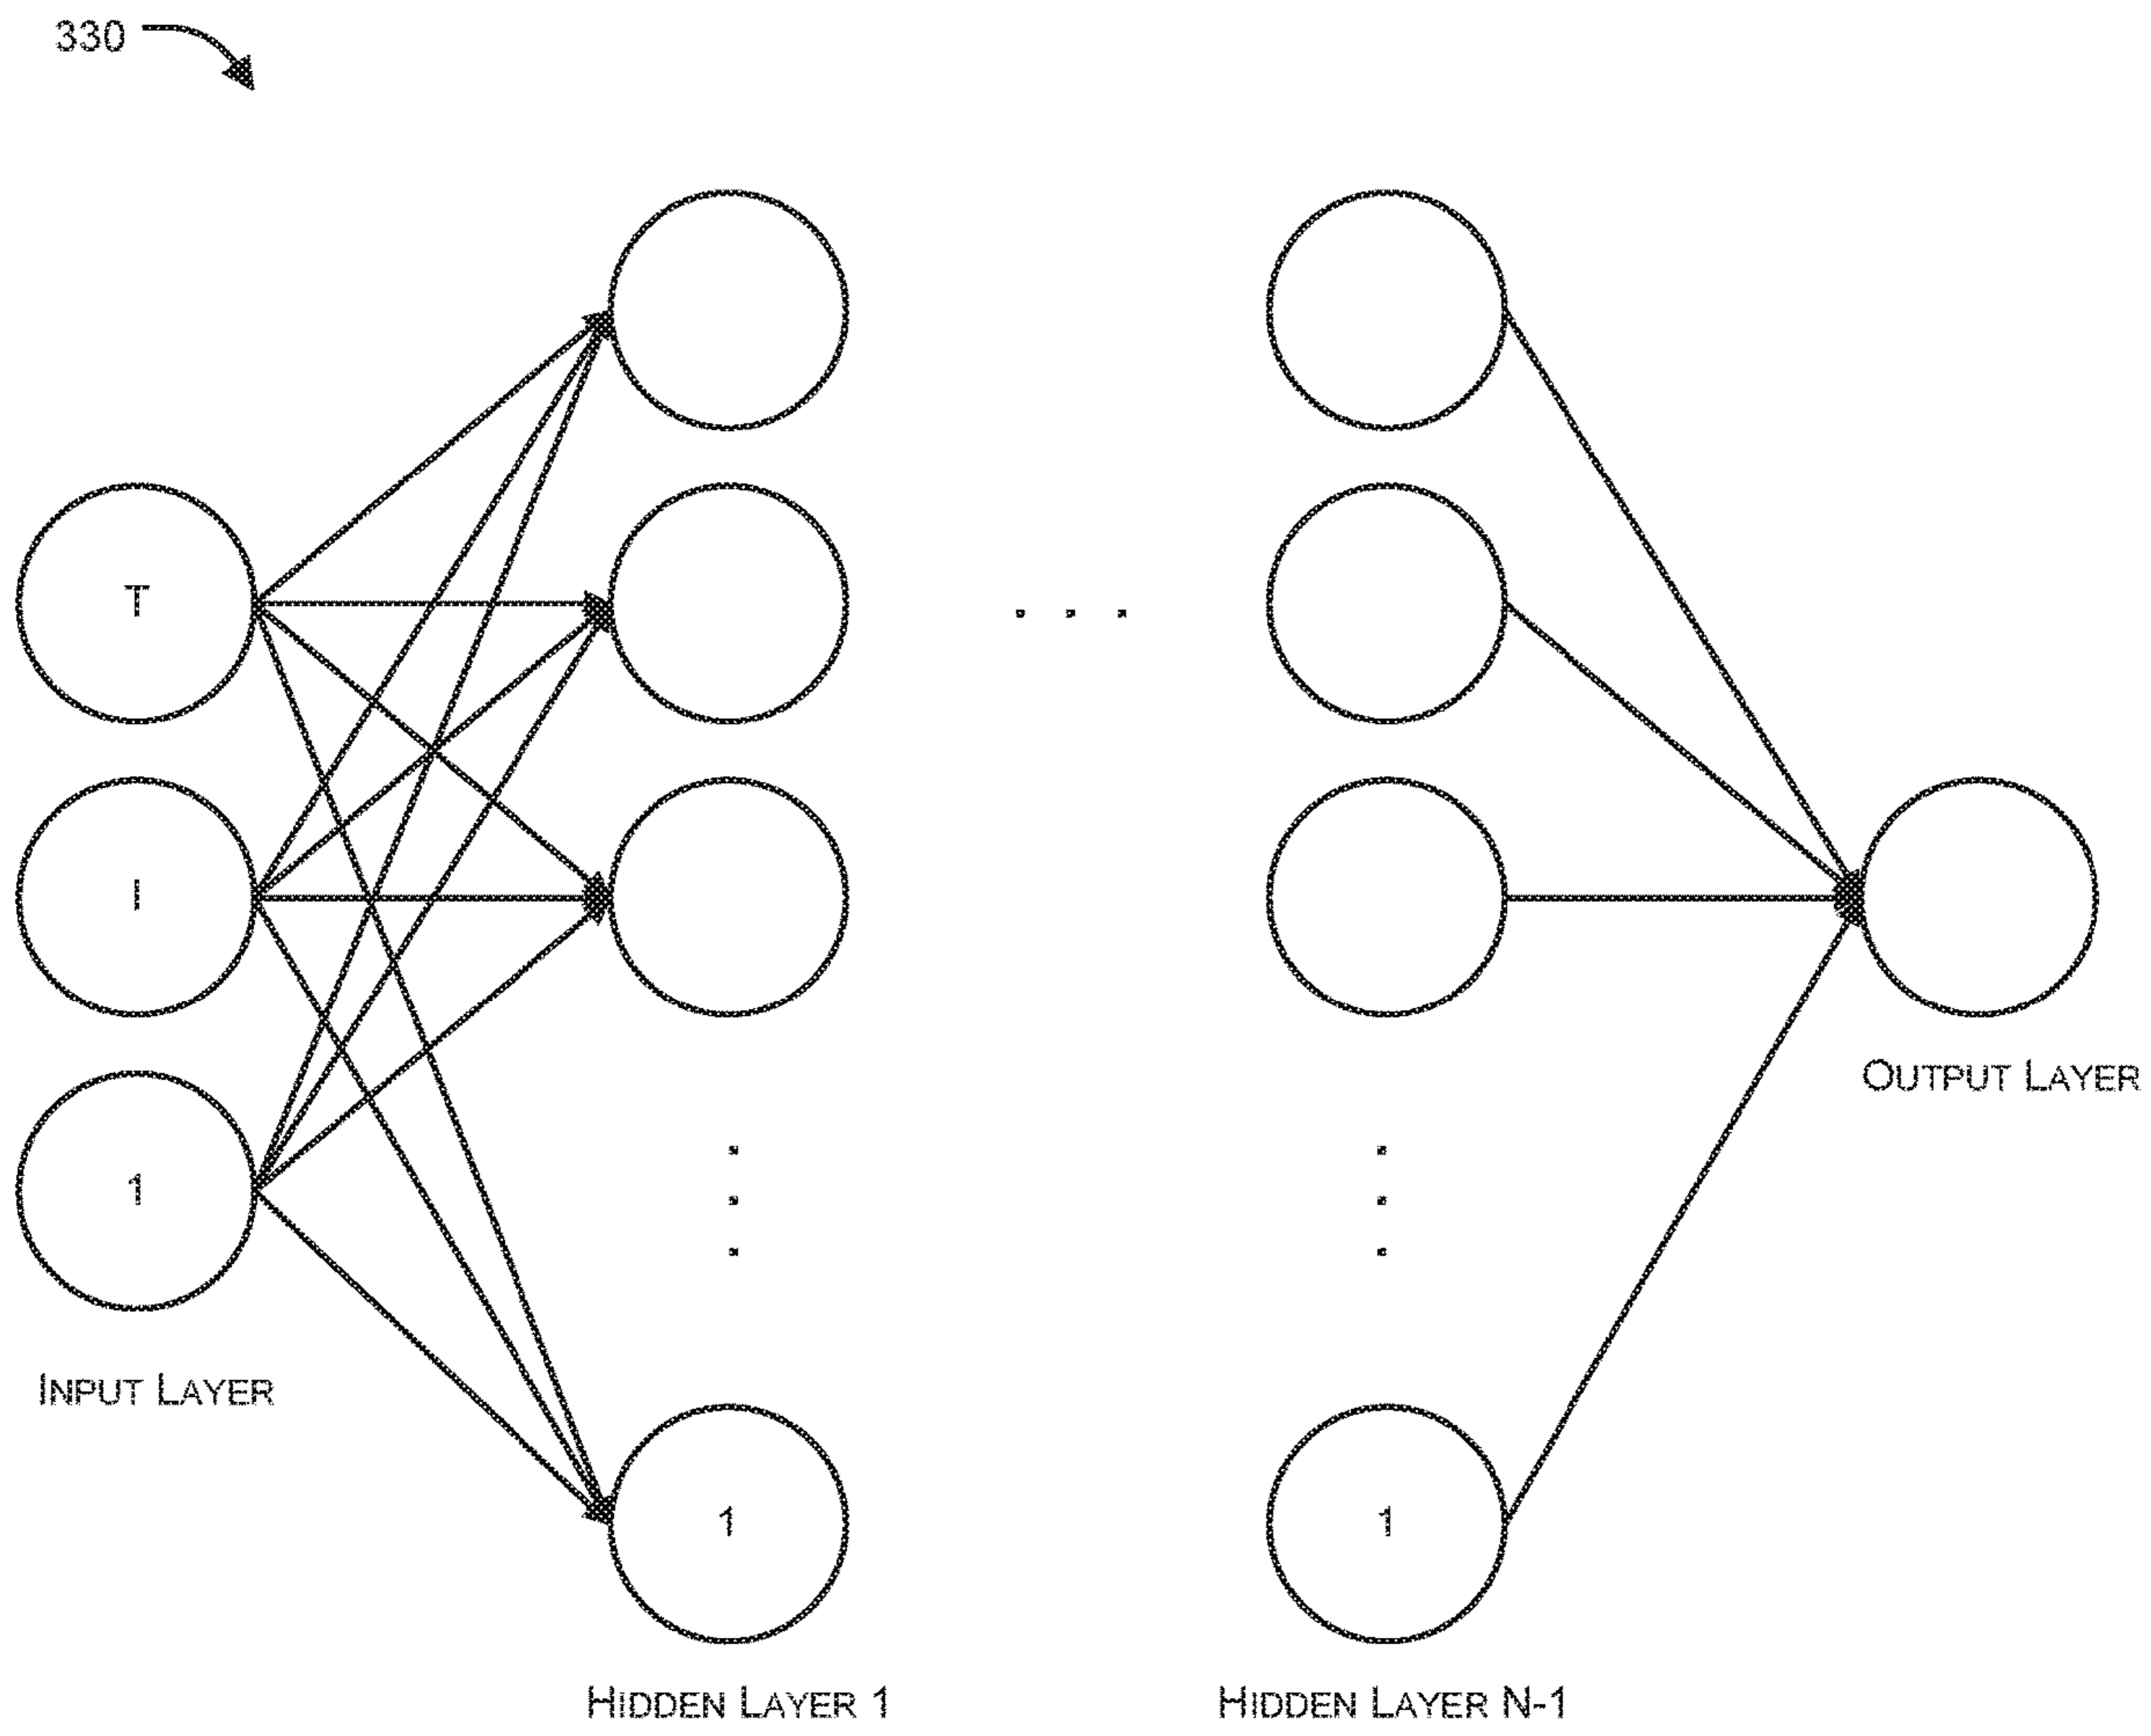 330
T
I
1
INPUT LAYER
1
HIDDEN LAYER 1
. . .
1
HIDDEN LAYER N-1
OUTPUT LAYER